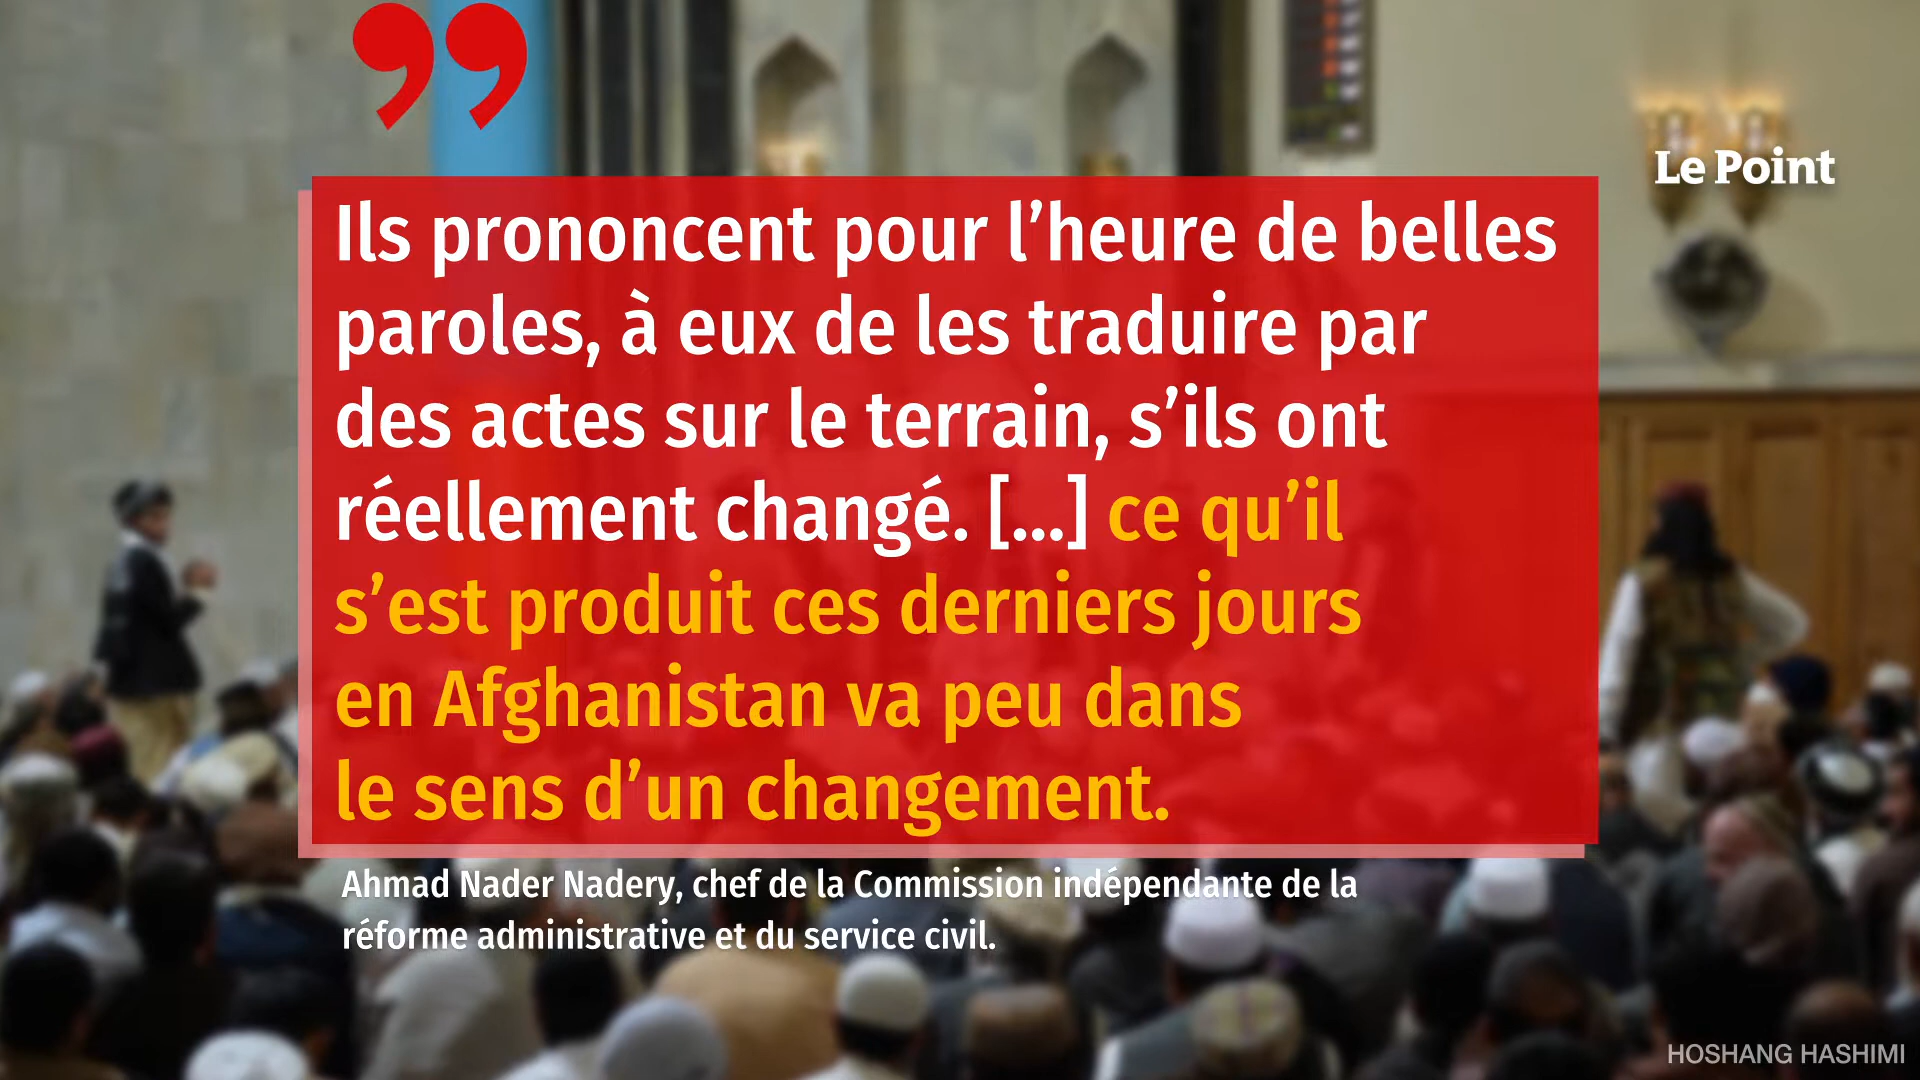 ”
Le Point
Ils prononcent pour l’heure de belles
paroles, à eux de les traduire par
des actes sur le terrain, s’ils ont
réellement changé. [...] ce qu’il
s’est produit ces derniers jours
en Afghanistan va peu dans
le sens d’un changement.
Ahmad Nader Nadery, chef de la Commission indépendante de la
réforme administrative et du service civil.
HOSHANG HASHIMI